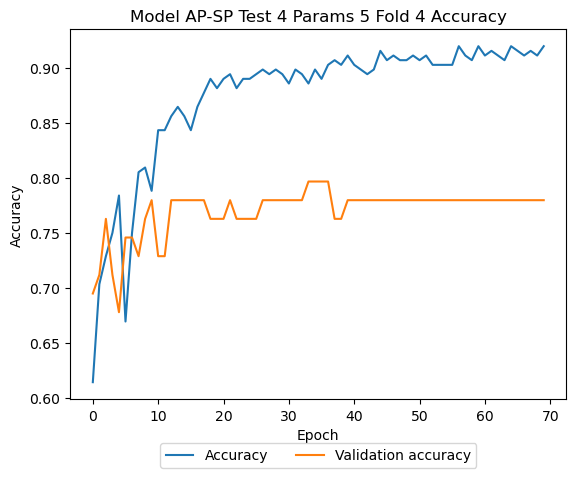 Model AP-SP Test 4 Params 5 Fold 4 Accuracy
Accuracy
0.90
0.85
0.80
0.75
0.70
0.65
0.60
0 10 20 30 40 50 60 70
Epoch
Accuracy Validation accuracy